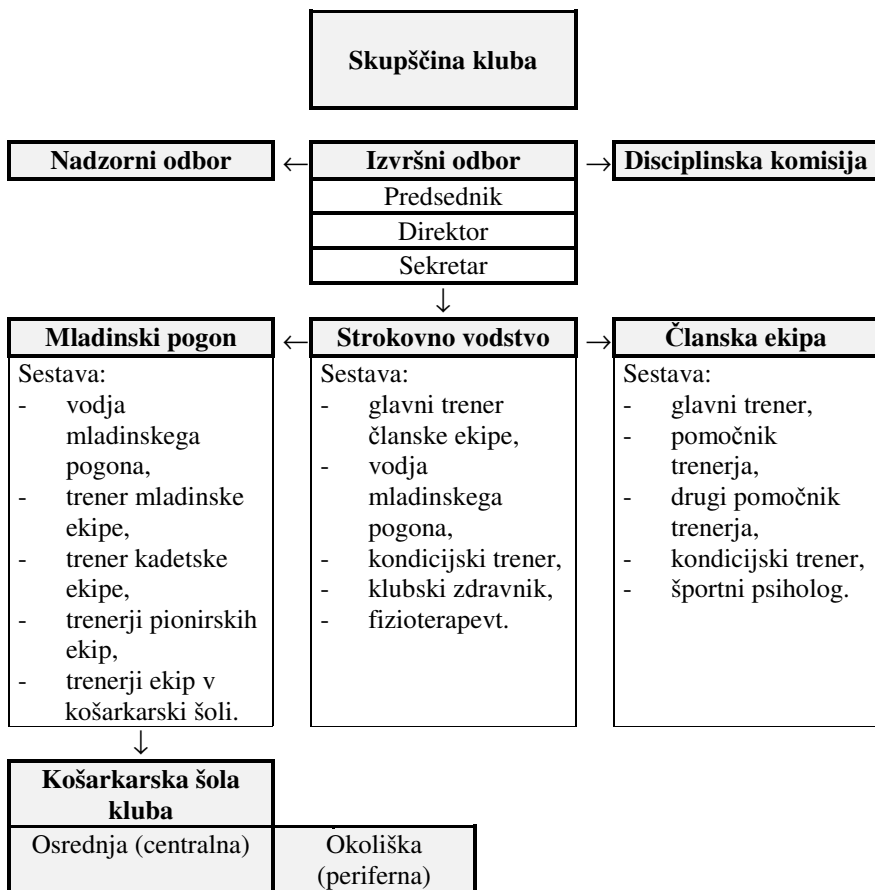 Skupščina kluba
Nadzorni odbor ← Izvršni odbor → Disciplinska komisija
Predsednik
Direktor
Sekretar
↓
Mladinski pogon ← Strokovno vodstvo → Članska ekipa
Sestava:
- vodja
mladinskega
pogona,
- trener mladinske
ekipe,
- trener kadetske
ekipe,
- trenerji pionirskih
ekip,
- trenerji ekip v
košarkarski šoli.
Sestava:
- glavni trener
članske ekipe,
- vodja
mladinskega
pogona,
- kondicijski trener,
- klubski zdravnik,
- fizioterapevt.
Sestava:
- glavni trener,
- pomočnik
trenerja,
- drugi pomočnik
trenerja,
- kondicijski trener,
- športni psiholog.
↓
Košarkarska šola
kluba
Osrednja (centralna)
Okoliška
(periferna)